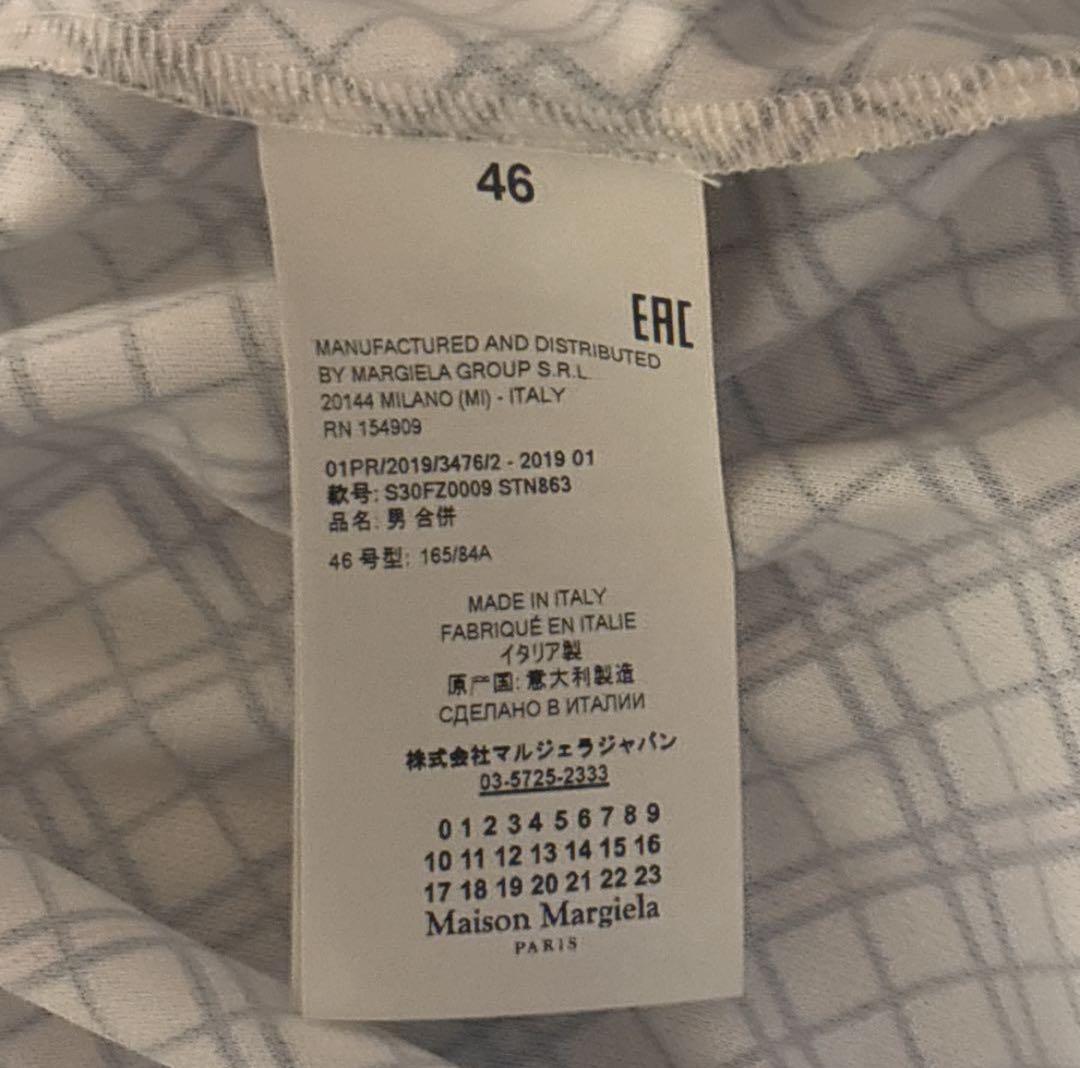 46
EAC
MANUFACTURED AND DISTRIBUTED
BY MARGIELA GROUP S.R.L
20144 MILANO (MI) - ITALY
RN 154909
01PR/2019/3476/2 - 2019 01
款号: S30FZ0009 STN863
品名: 男 合併
46 号型: 165/84A
MADE IN ITALY
FABRIQUÉ EN ITALIE
イタリア製
原产国: 意大利製造
СДЕЛАНО В ИТАЛИИ
株式会社マルジェラジャパン
03-5725-2333
0 1 2 3 4 5 6 7 8 9
10 11 12 13 14 15 16
17 18 19 20 21 22 23
Maison Margiela
PARIS